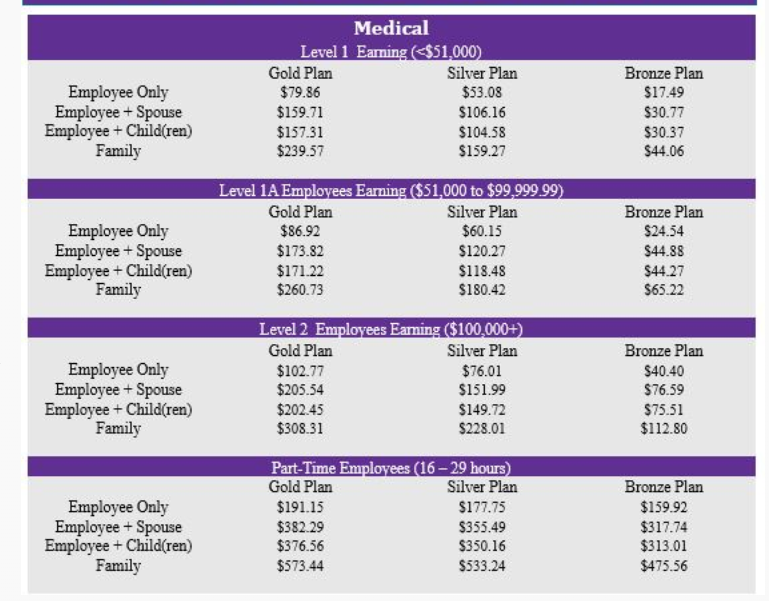 Medical
Level 1 Earning (<$51,000)
Gold Plan Silver Plan Bronze Plan
Employee Only $79.86 $53.08 $17.49
Employee + Spouse $159.71 $106.16 $30.77
Employee + Child(ren) $157.31 $104.58 $30.37
Family $239.57 $159.27 $44.06
Level 1A Employees Earning ($51,000 to $99,999.99)
Gold Plan Silver Plan Bronze Plan
Employee Only $86.92 $60.15 $24.54
Employee + Spouse $173.82 $120.27 $44.88
Employee + Child(ren) $171.22 $118.48 $44.27
Family $260.73 $180.42 $65.22
Level 2 Employees Earning ($100,000+)
Gold Plan Silver Plan Bronze Plan
Employee Only $102.77 $76.01 $40.40
Employee + Spouse $205.54 $151.99 $76.59
Employee + Child(ren) $202.45 $149.72 $75.51
Family $308.31 $228.01 $112.80
Part-Time Employees (16 – 29 hours)
Gold Plan Silver Plan Bronze Plan
Employee Only $191.15 $177.75 $159.92
Employee + Spouse $382.29 $355.49 $317.74
Employee + Child(ren) $376.56 $350.16 $313.01
Family $573.44 $533.24 $475.56